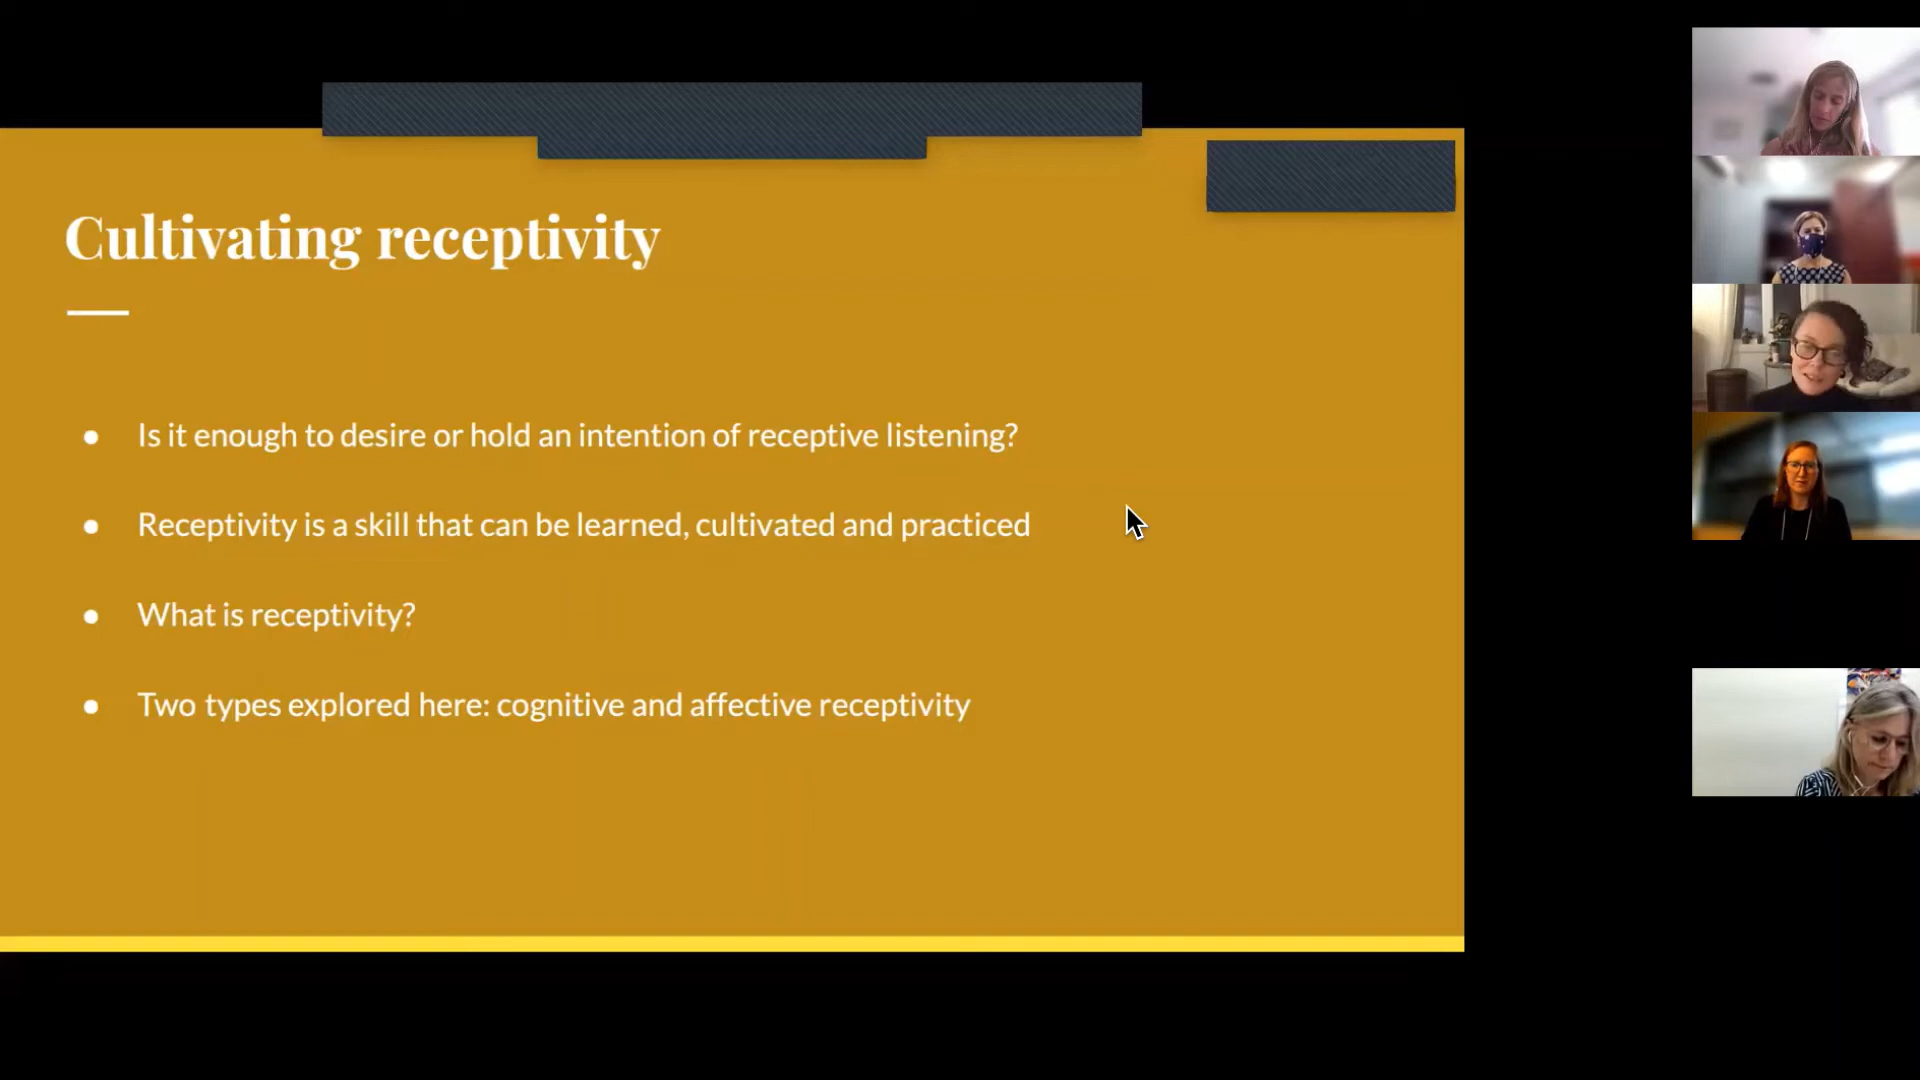 Cultivating receptivity
● Is it enough to desire or hold an intention of receptive listening?
● Receptivity is a skill that can be learned, cultivated and practiced
● What is receptivity?
● Two types explored here: cognitive and affective receptivity